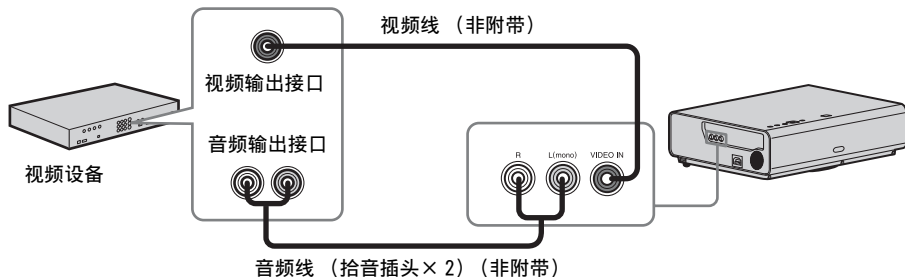 视频线 （非附带）
视频输出接口
音频输出接口
视频设备
R
L(mono)
VIDEO IN
音频线 （拾音插头×2）（非附带）